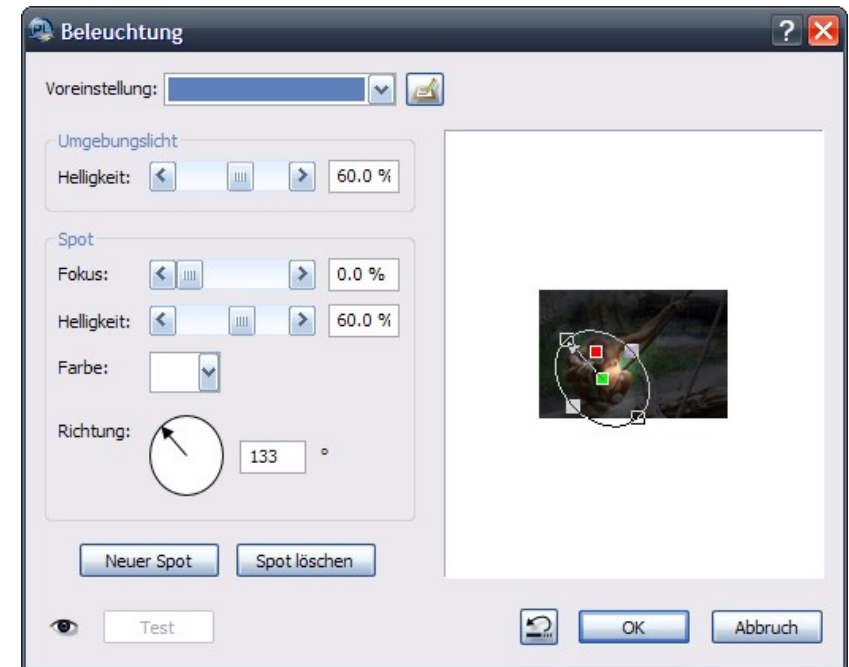 Beleuchtung
Voreinstellung:
Umgebungslicht
Helligkeit: 60.0 %
Spot
Fokus: 0.0 %
Helligkeit: 60.0 %
Farbe:
Richtung: 133 °
Neuer Spot Spot löschen
Test OK Abbruch